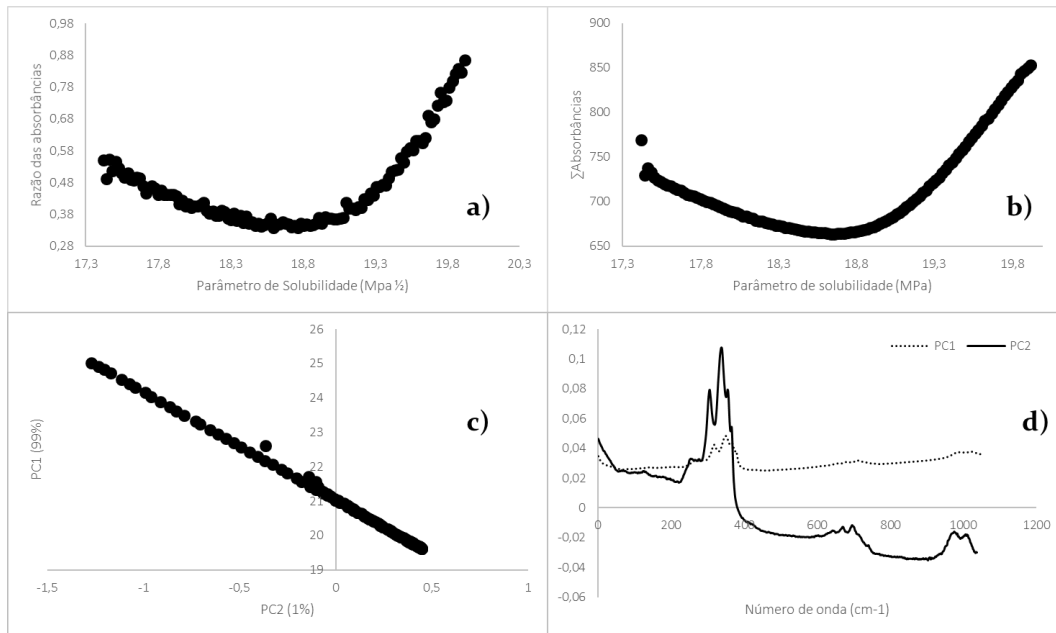 0,98
0,88
0,78
0,68
0,58
0,48
0,38
0,28
Razão das absorbâncias
17,3 17,8 18,3 18,8 19,3 19,8 20,3
Parâmetro de Solubilidade (Mpa ½)
a)
900
850
800
750
700
650
∑Absorbâncias
17,3 17,8 18,3 18,8 19,3 19,8
Parâmetro de solubilidade (MPa)
b)
26
25
24
23
22
21
20
19
PC1 (99%)
-1,5 -1 -0,5 0 0,5 1
PC2 (1%)
c)
0,12
0,1
0,08
0,06
0,04
0,02
0
-0,02
-0,04
-0,06
PC1 PC2
0 200 400 600 800 1000 1200
Número de onda (cm-1)
d)